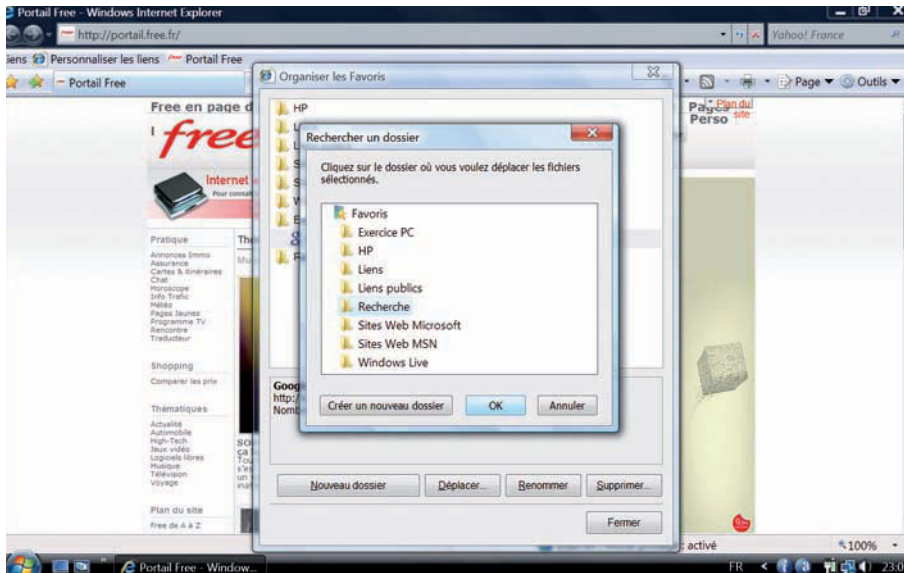 Portail Free - Windows Internet Explorer
http://portail.free.fr/
Yahoo! France
iens Personnaliser les liens Portail Free
Portail Free
Page Outils
Free en page d
free
Internet
Pour
Pratique
Annonces Immo
Assurance
Cartes & itinéraires
Chat
Horoscope
Info Trafic
Météo
Pages Jaunes
Programme TV
Rencontre
Traducteur
Shopping
Comparer les prix
Thématiques
Actualité
Automobile
High-Tech
Jeux vidéo
Logiciels libres
Musique
Télévision
Voyage
Plan du site
Free de A à Z
Plan du
site
Perso
Organiser les Favoris
HP
Rechercher un dossier
Cliquez sur le dossier où vous voulez déplacer les fichiers
sélectionnés.
Favoris
Exercice PC
HP
Liens
Liens publics
Recherche
Sites Web Microsoft
Sites Web MSN
Windows Live
Créer un nouveau dossier OK Annuler
Goog
http:/
Nomb
Nouveau dossier Déplacer... Renommer Supprimer...
Fermer
: activé
100%
Portail Free - Window...
FR
23:0